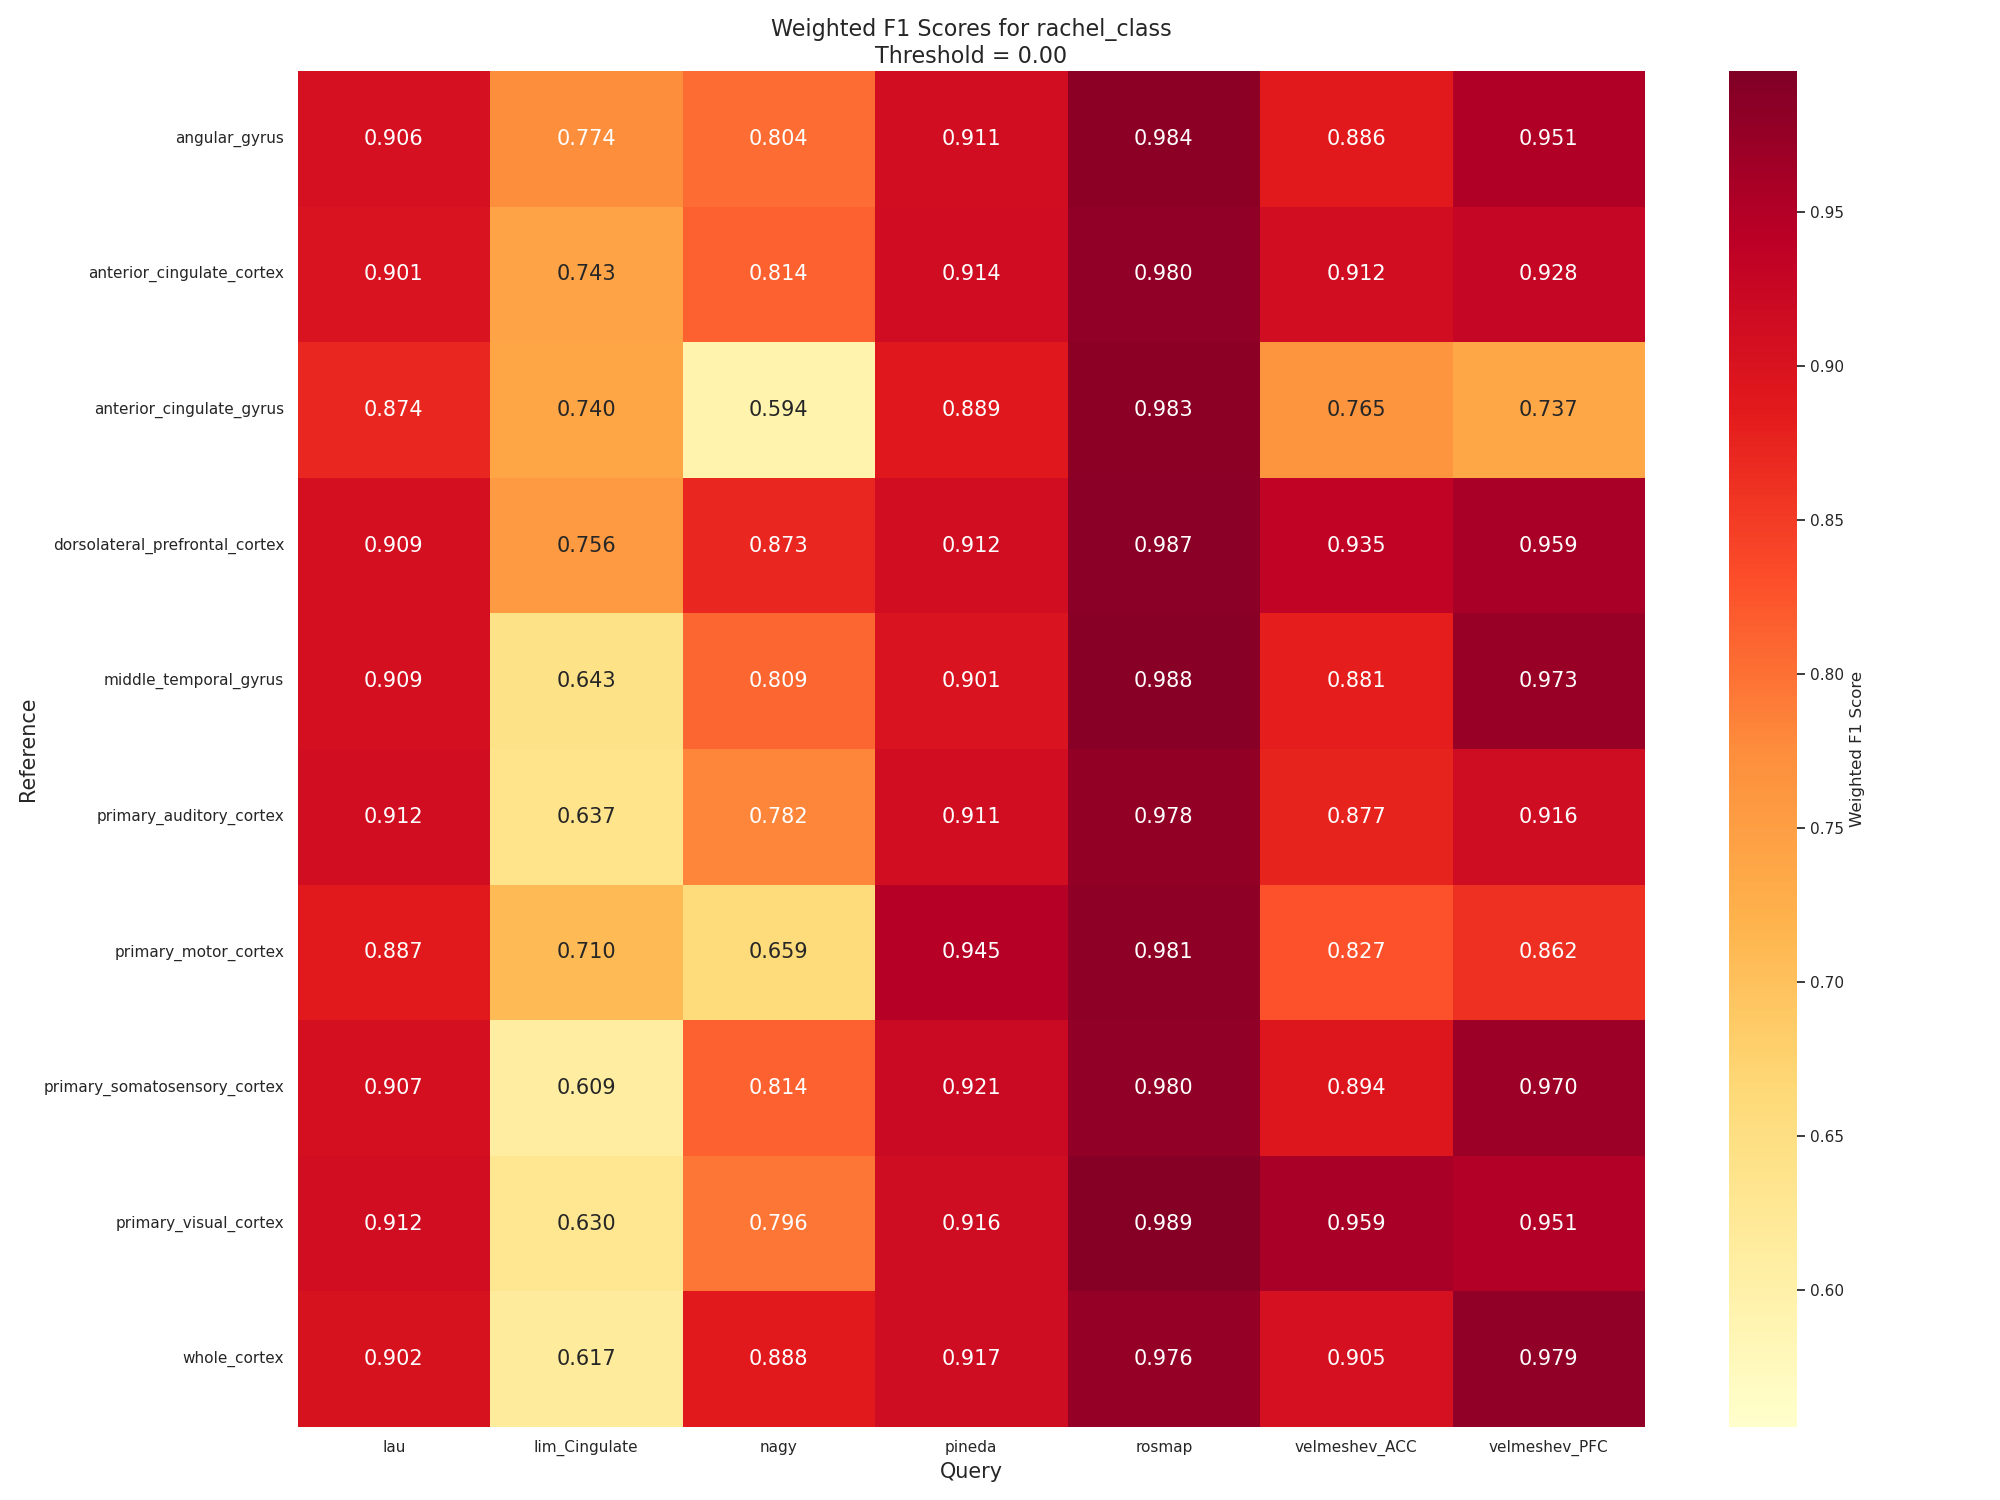 Weighted F1 Scores for rachel_class
Threshold = 0.00
Reference
angular_gyrus 0.906 0.774 0.804 0.911 0.984 0.886 0.951
anterior_cingulate_cortex 0.901 0.743 0.814 0.914 0.980 0.912 0.928
anterior_cingulate_gyrus 0.874 0.740 0.594 0.889 0.983 0.765 0.737
dorsolateral_prefrontal_cortex 0.909 0.756 0.873 0.912 0.987 0.935 0.959
middle_temporal_gyrus 0.909 0.643 0.809 0.901 0.988 0.881 0.973
primary_auditory_cortex 0.912 0.637 0.782 0.911 0.978 0.877 0.916
primary_motor_cortex 0.887 0.710 0.659 0.945 0.981 0.827 0.862
primary_somatosensory_cortex 0.907 0.609 0.814 0.921 0.980 0.894 0.970
primary_visual_cortex 0.912 0.630 0.796 0.916 0.989 0.959 0.951
whole_cortex 0.902 0.617 0.888 0.917 0.976 0.905 0.979
lau lim_Cingulate nagy pineda rosmap velmeshev_ACC velmeshev_PFC
Query
0.95
0.90
0.85
0.80
0.75
0.70
0.65
0.60
Weighted F1 Score